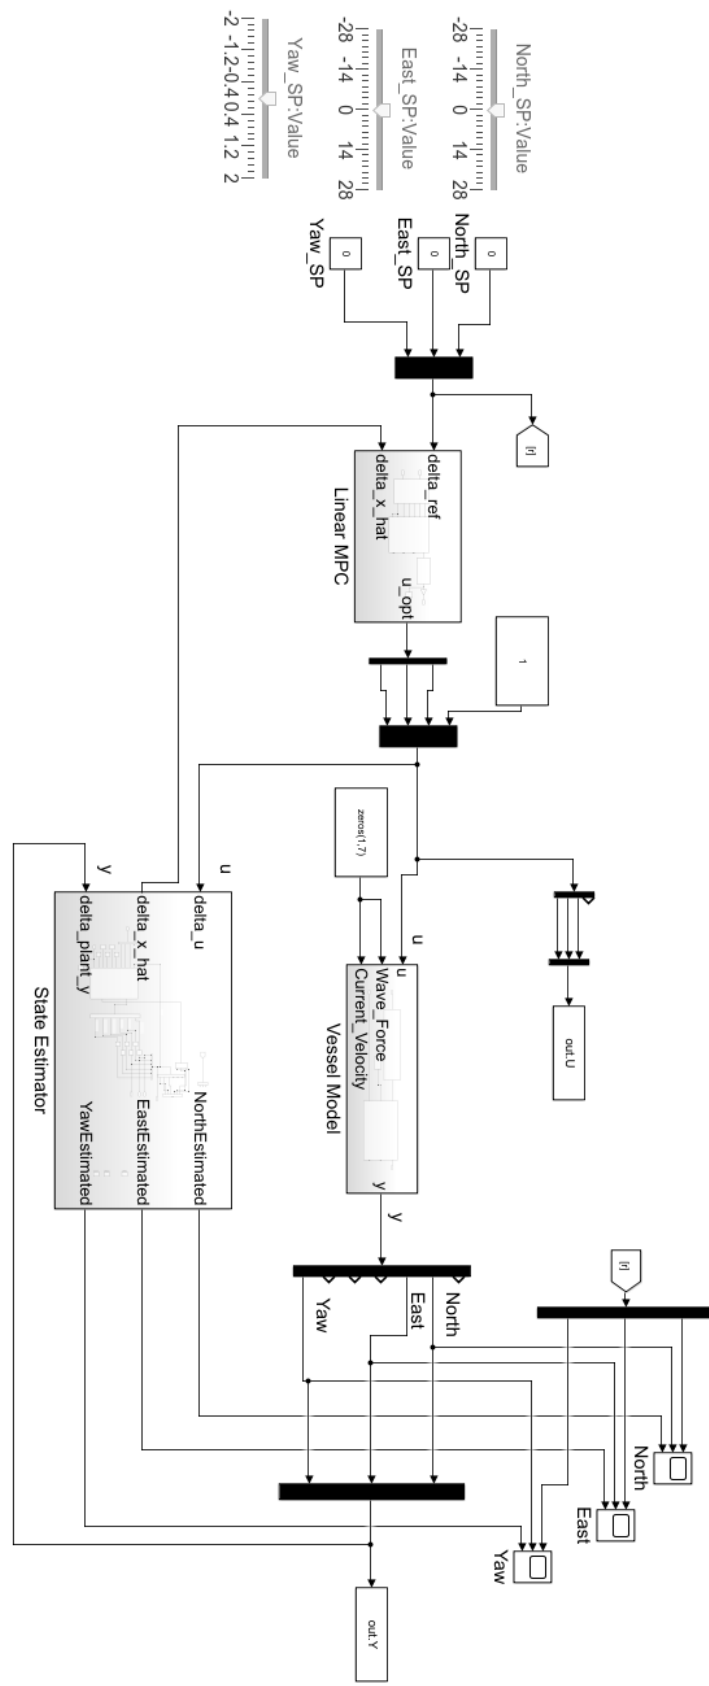 North_SP:Value
-28 -14 0 14 28
East_SP:Value
-28 -14 0 14 28
Yaw_SP:Value
-2 -1.2-0.4 0.4 1.2 2
0
North_SP
0
East_SP
0
Yaw_SP
[r]
delta_ref
delta_x_hat
u_opt
Linear MPC
1
zeros(1,7)
u
u
Wave_Force
Current_Velocity
y
Vessel Model
y
out.U
u
y
delta_u
delta_x_hat
delta_plant_y
NorthEstimated
EastEstimated
YawEstimated
State Estimator
[r]
North
East
Yaw
North
East
Yaw
out.Y